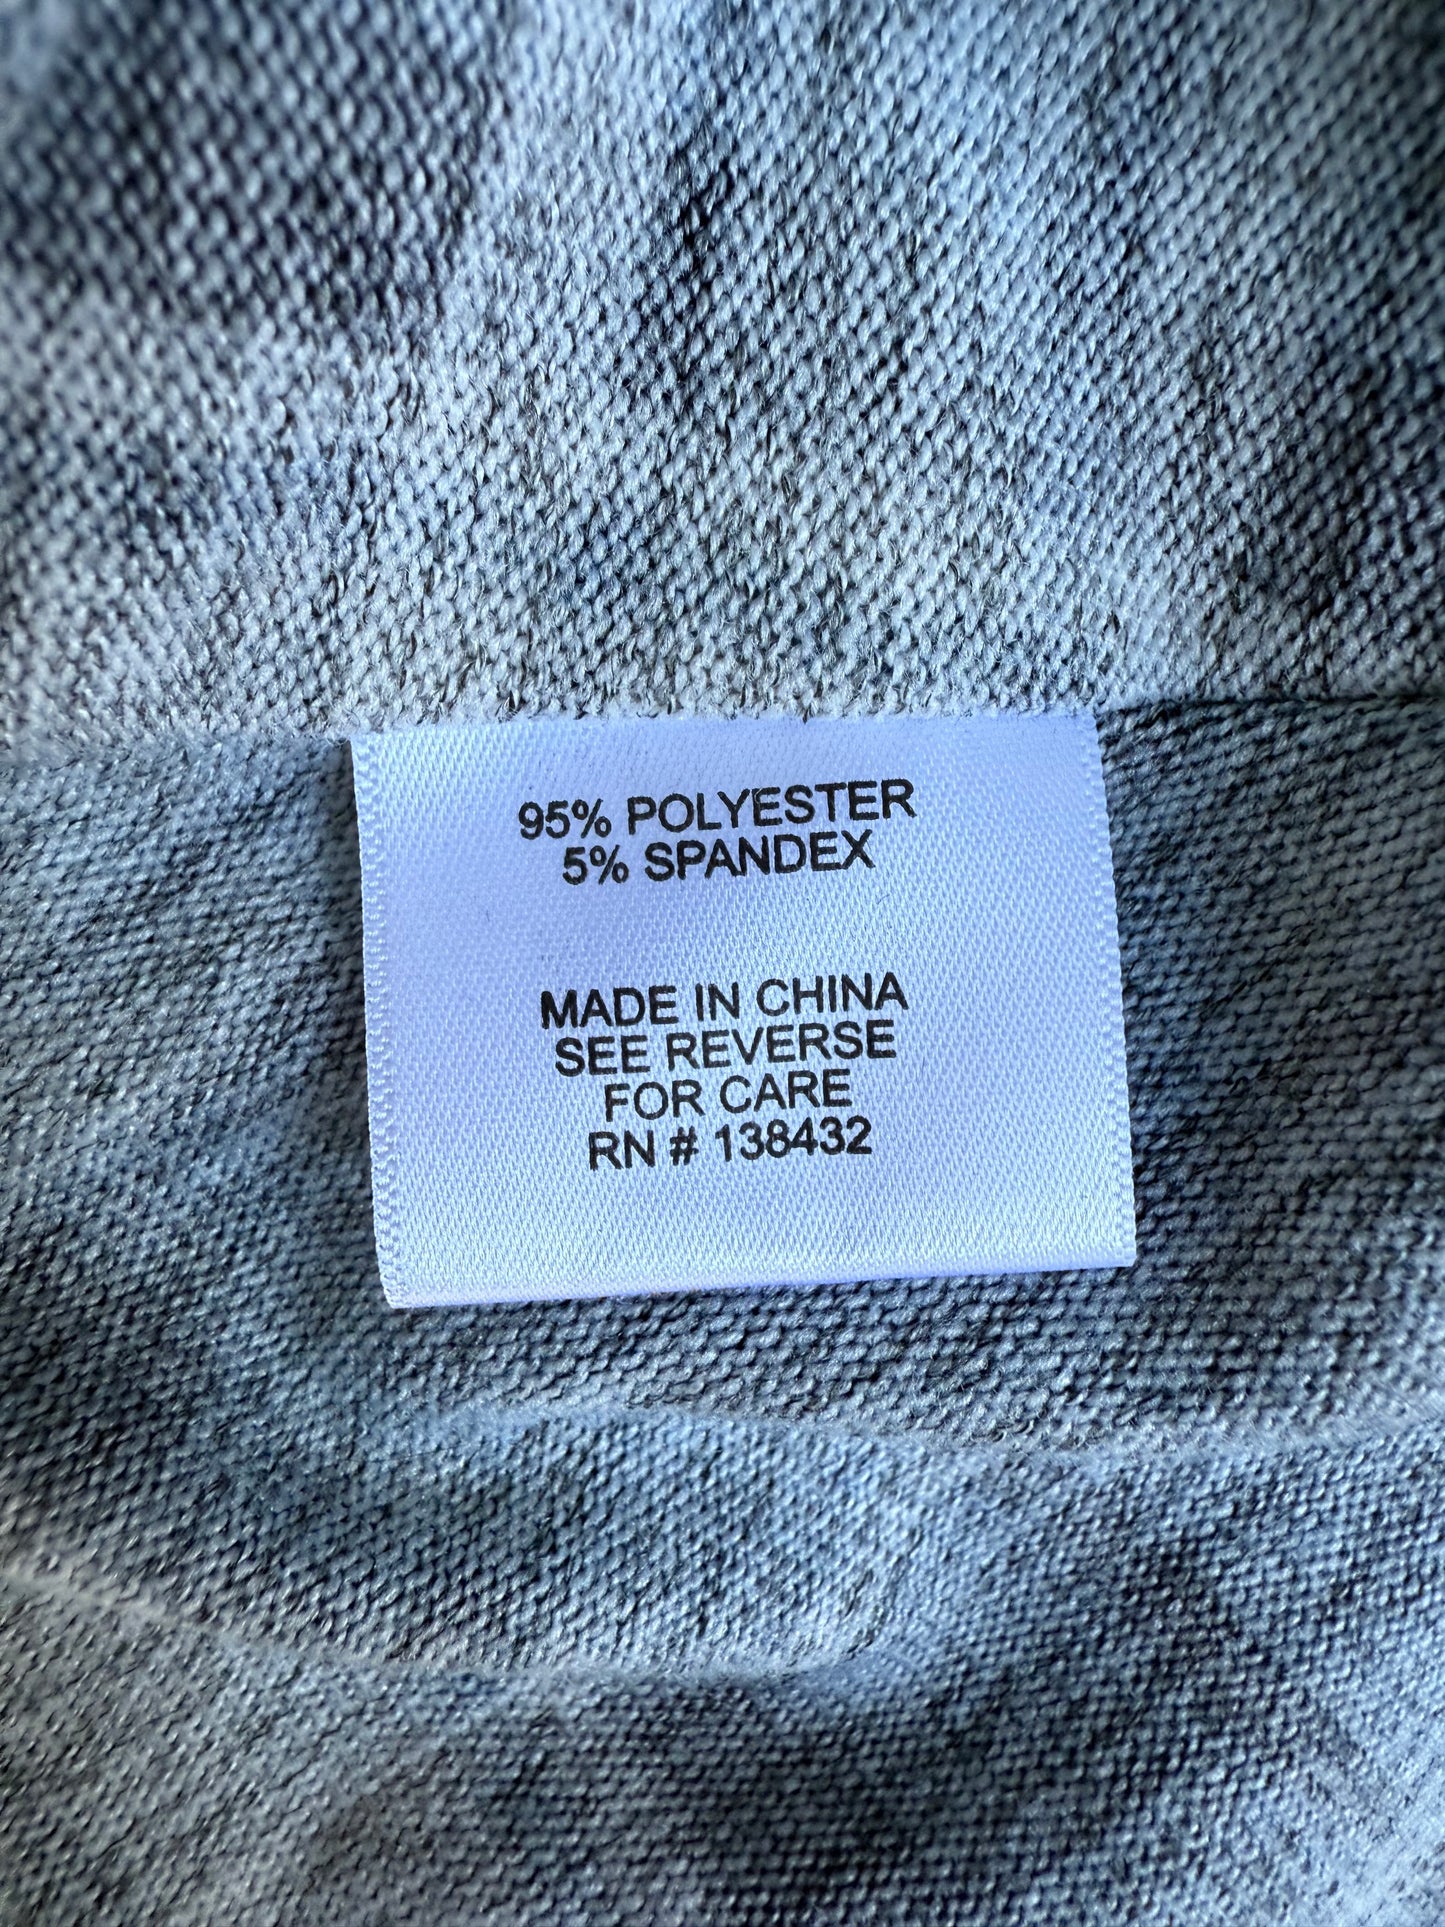 95% POLYESTER
5% SPANDEX
MADE IN CHINA
SEE REVERSE
FOR CARE
RN # 138432